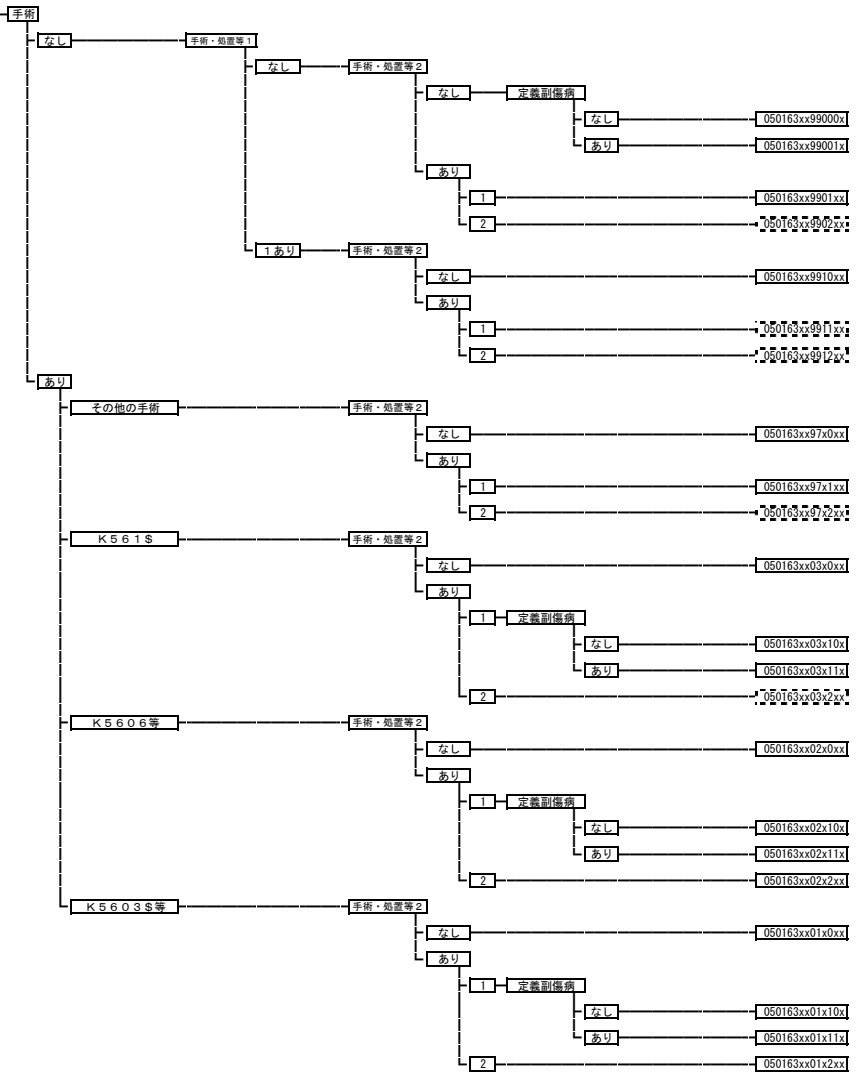 手術
なし 手術・処置等1
なし 手術・処置等2
なし 定義副傷病
なし 050163xx99000x
あり 050163xx99001x
あり
1 050163xx9901xx
2 050163xx9902xx
1あり 手術・処置等2
なし 050163xx9910xx
あり
1 050163xx9911xx
2 050163xx9912xx
あり
その他の手術 手術・処置等2
なし 050163xx97x0xx
あり
1 050163xx97x1xx
2 050163xx97x2xx
K561$ 手術・処置等2
なし 050163xx03x0xx
あり
1 定義副傷病
なし 050163xx03x10x
あり 050163xx03x11x
2 050163xx03x2xx
K5606等 手術・処置等2
なし 050163xx02x0xx
あり
1 定義副傷病
なし 050163xx02x10x
あり 050163xx02x11x
2 050163xx02x2xx
K5603$等 手術・処置等2
なし 050163xx01x0xx
あり
1 定義副傷病
なし 050163xx01x10x
あり 050163xx01x11x
2 050163xx01x2xx